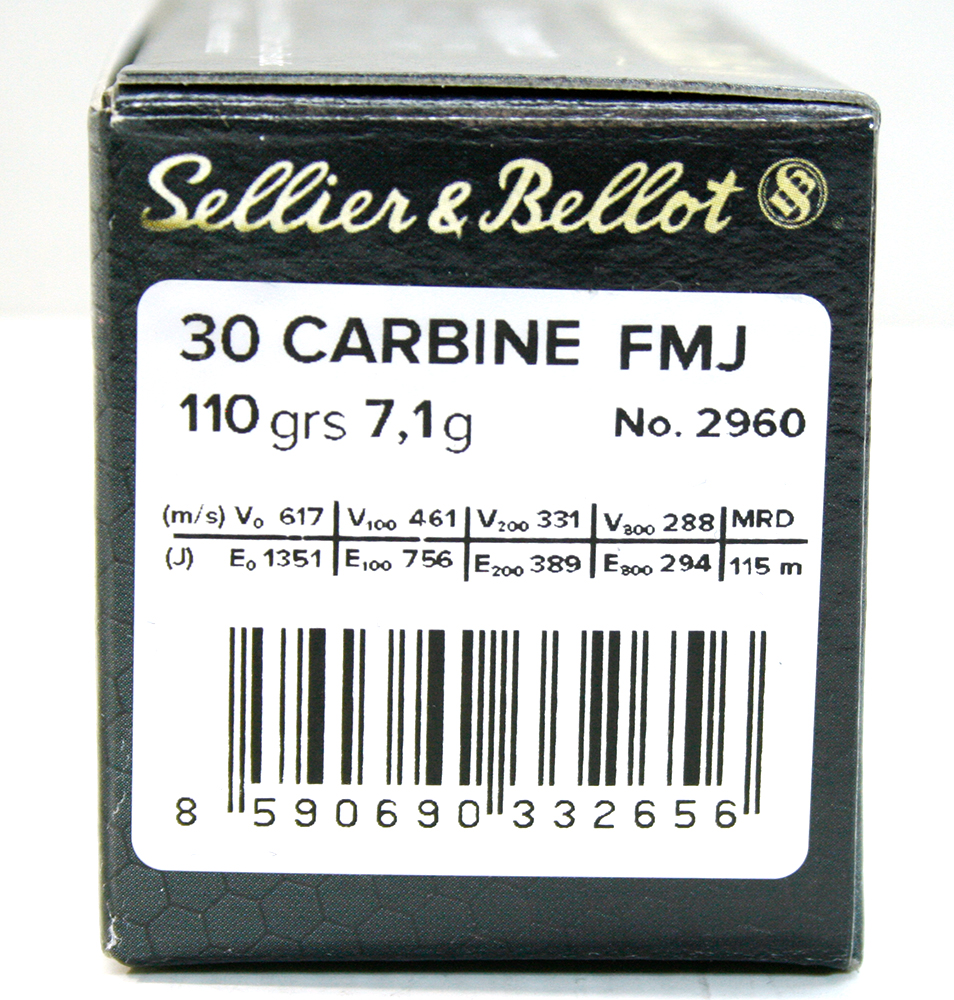 Sellier & Bellot SB
30 CARBINE FMJ
110 grs 7,1g No. 2960
(m/s) V0 617 | V100 461 | V200 331 | V300 288 | MRD
(J) E0 1351 | E100 756 | E200 389 | E300 294 | 115 m
8 590690 332656